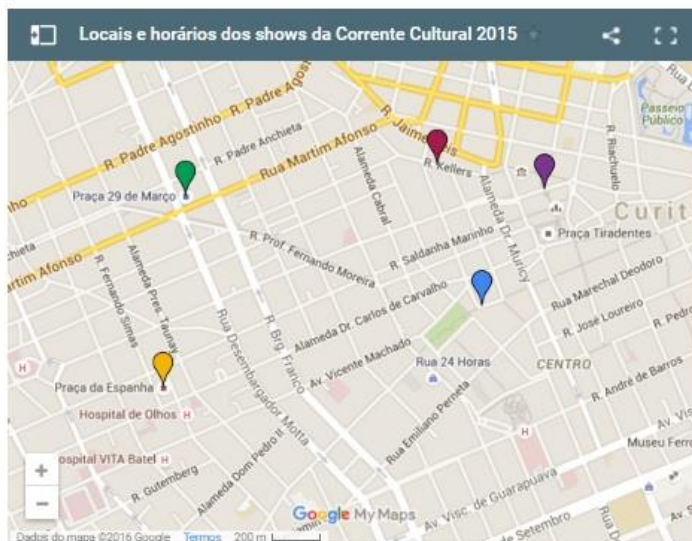 Locais e horários dos shows da Corrente Cultural 2015
R. Padre Agostinho
R. Padre Agostinho
R. Padre Anchieta
Rua Martim Afonso
Praça 29 de Março
Alameda Cabral
R. Kellers
Alameda Dr. Muricy
R. Riachuelo
Passeio
Público
Curit
Praça Tiradentes
R. Saldanha Marinho
R. Prof. Fernando Moreira
Martim Afonso
R. Fernando Simas
Alameda Pres. Taunay
Rua Desembargador Motta
R. Brg. Franco
Alameda Dr. Carlos de Carvalho
Rua Marechal Deodoro
R. José Loureiro
R. Pedro
Av. Vicente Machado
Rua 24 Horas
CENTRO
R. André de Barros
Praça da Espanha
Hospital de Olhos
H
H
H
H
Rua Emiliano Perneta
Av. Vis
Museu Ferro
ospital VITA Batel
R. Gutemberg
Alameda Dom Pedro II
Av. Visc. de Guarapuava
de Setembro
Rua D
+
−
Google My Maps
Dados do mapa ©2016 Google
Termos
200 m